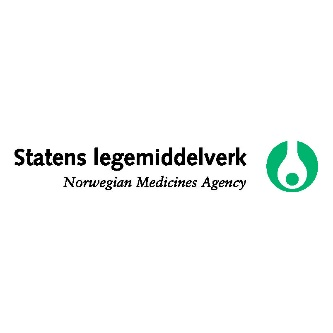 Statens legemiddelverk
Norwegian Medicines Agency